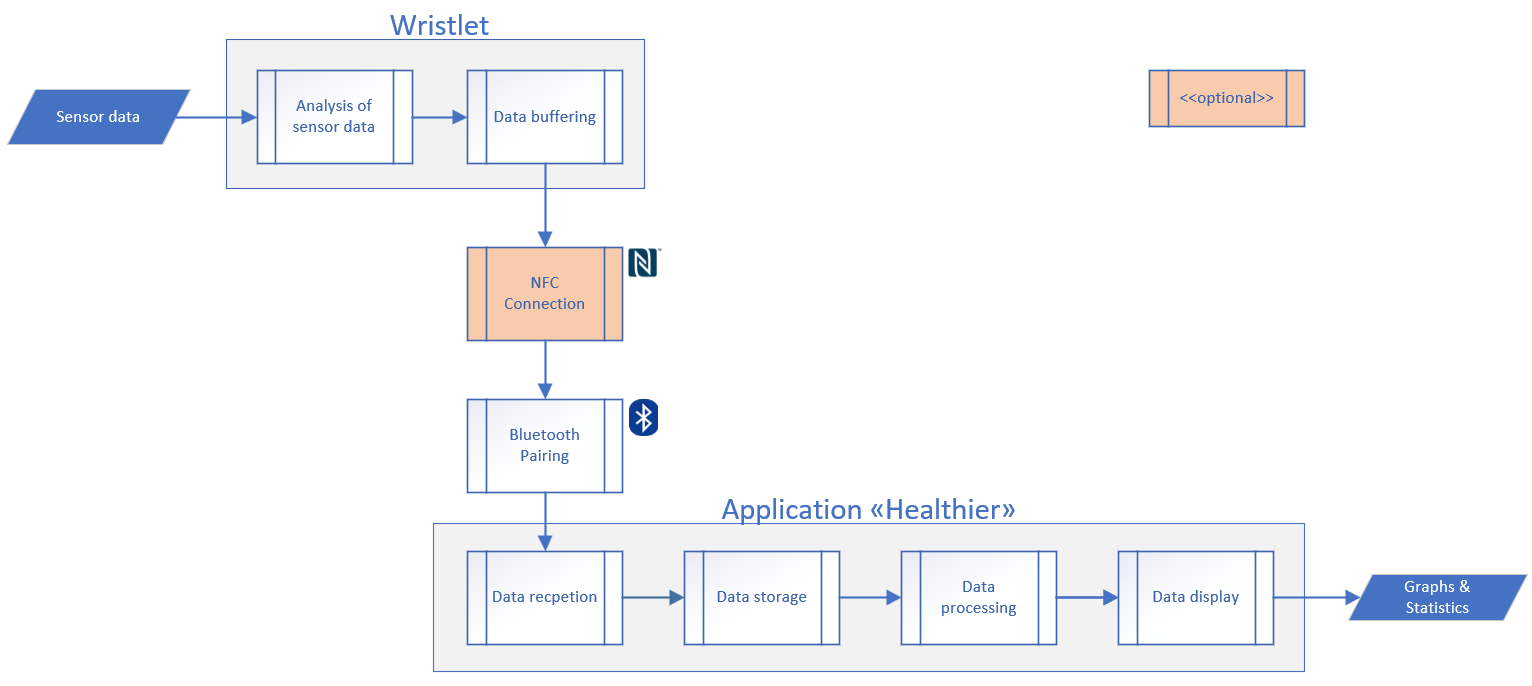 Wristlet
Sensor data
Analysis of
sensor data
Data buffering
<<optional>>
NFC
Connection
Bluetooth
Pairing
Application «Healthier»
Data recpetion
Data storage
Data
processing
Data display
Graphs &
Statistics